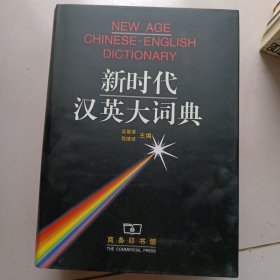 NEW AGE
CHINESE-ENGLISH
DICTIONARY
新时代
汉英大词典
吴景荣
程镇球
主编
商务印书馆
THE COMMERCIAL PRESS